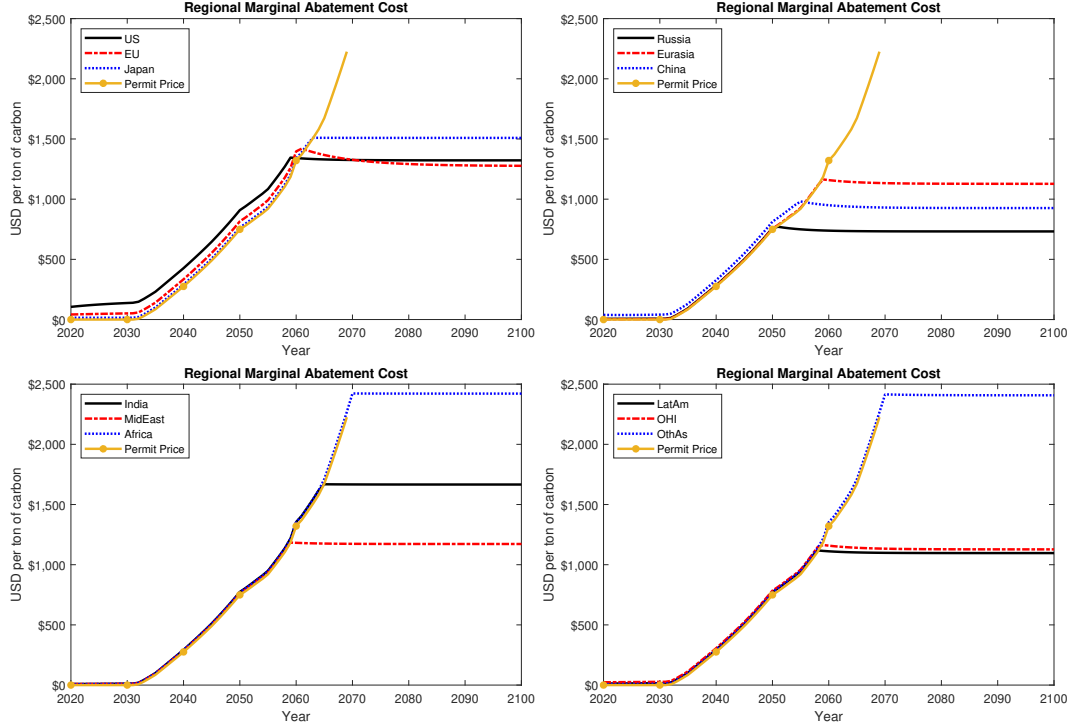 Regional Marginal Abatement Cost
$2,500
$2,000
$1,500
$1,000
$500
$0
USD per ton of carbon
US
EU
Japan
Permit Price
2020 2030 2040 2050 2060 2070 2080 2090 2100
Year
Regional Marginal Abatement Cost
$2,500
$2,000
$1,500
$1,000
$500
$0
USD per ton of carbon
Russia
Eurasia
China
Permit Price
2020 2030 2040 2050 2060 2070 2080 2090 2100
Year
Regional Marginal Abatement Cost
$2,500
$2,000
$1,500
$1,000
$500
$0
USD per ton of carbon
India
MidEast
Africa
Permit Price
2020 2030 2040 2050 2060 2070 2080 2090 2100
Year
Regional Marginal Abatement Cost
$2,500
$2,000
$1,500
$1,000
$500
$0
USD per ton of carbon
LatAm
OHI
OthAs
Permit Price
2020 2030 2040 2050 2060 2070 2080 2090 2100
Year